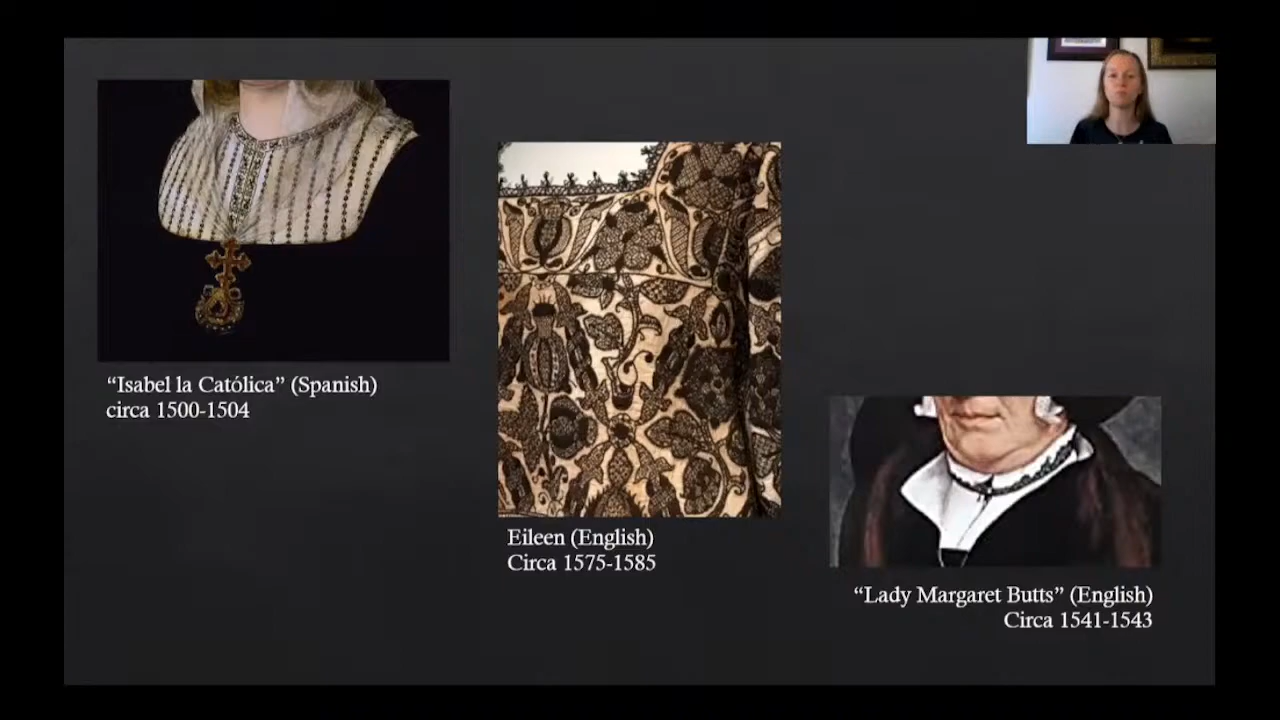 “Isabel la Católica” (Spanish)
circa 1500-1504
Eileen (English)
Circa 1575-1585
“Lady Margaret Butts” (English)
Circa 1541-1543